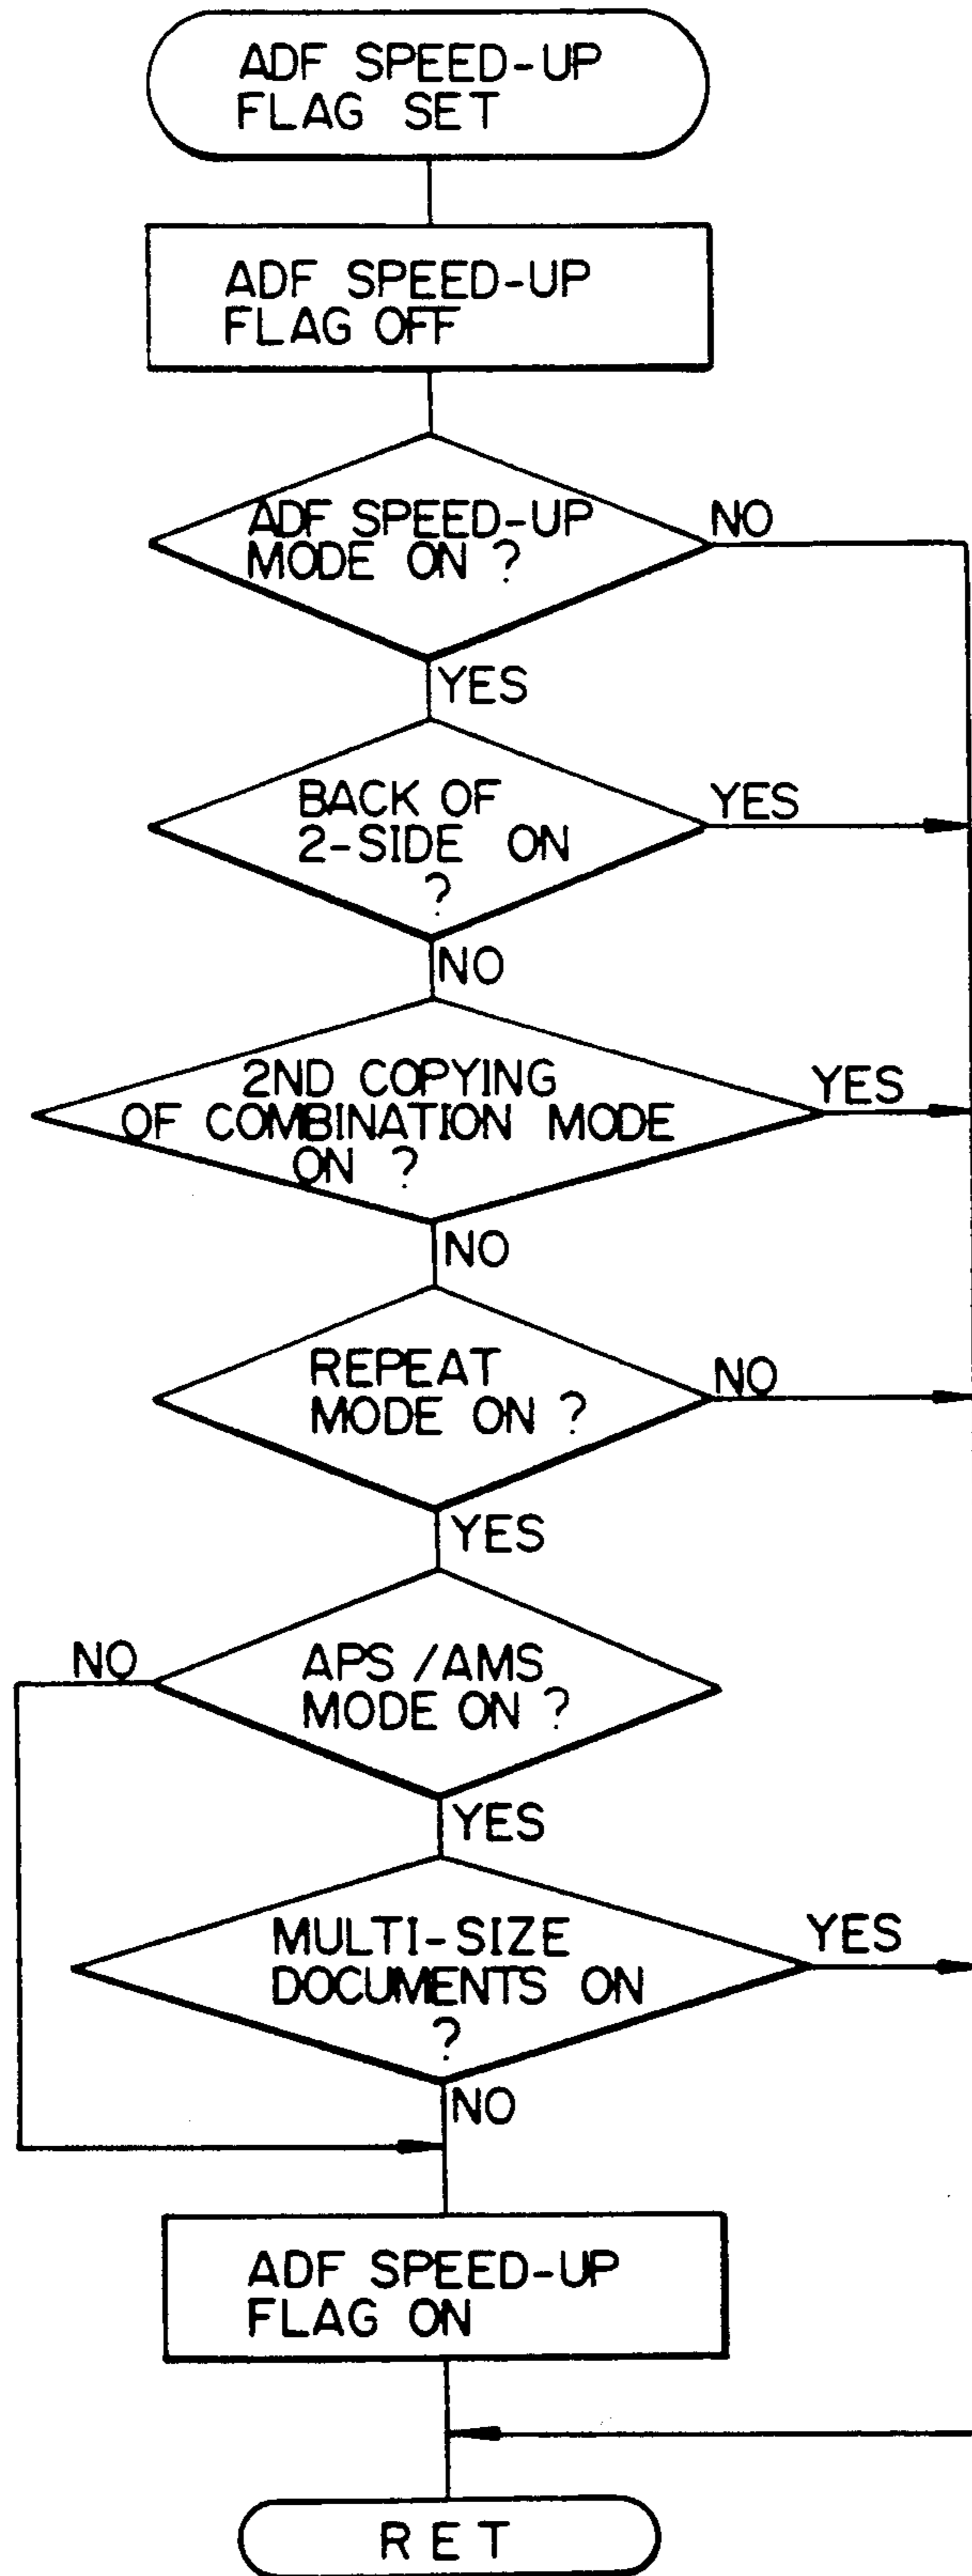 ADF SPEED-UP
FLAG SET
ADF SPEED-UP
FLAG OFF
ADF SPEED-UP
MODE ON ?
NO
YES
BACK OF
2-SIDE ON
?
YES
NO
2ND COPYING
OF COMBINATION MODE
ON ?
YES
NO
REPEAT
MODE ON ?
NO
YES
APS /AMS
MODE ON ?
NO
YES
MULTI-SIZE
DOCUMENTS ON
?
YES
NO
ADF SPEED-UP
FLAG ON
RET